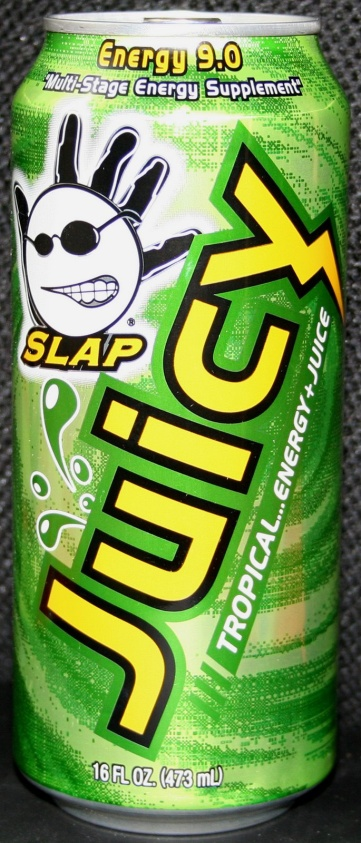 Energy 9.0
"Multi-Stage Energy Supplement"
SLAP®
Juicy
TROPICAL...ENERGY+JUICE
16 FL OZ. (473 mL)